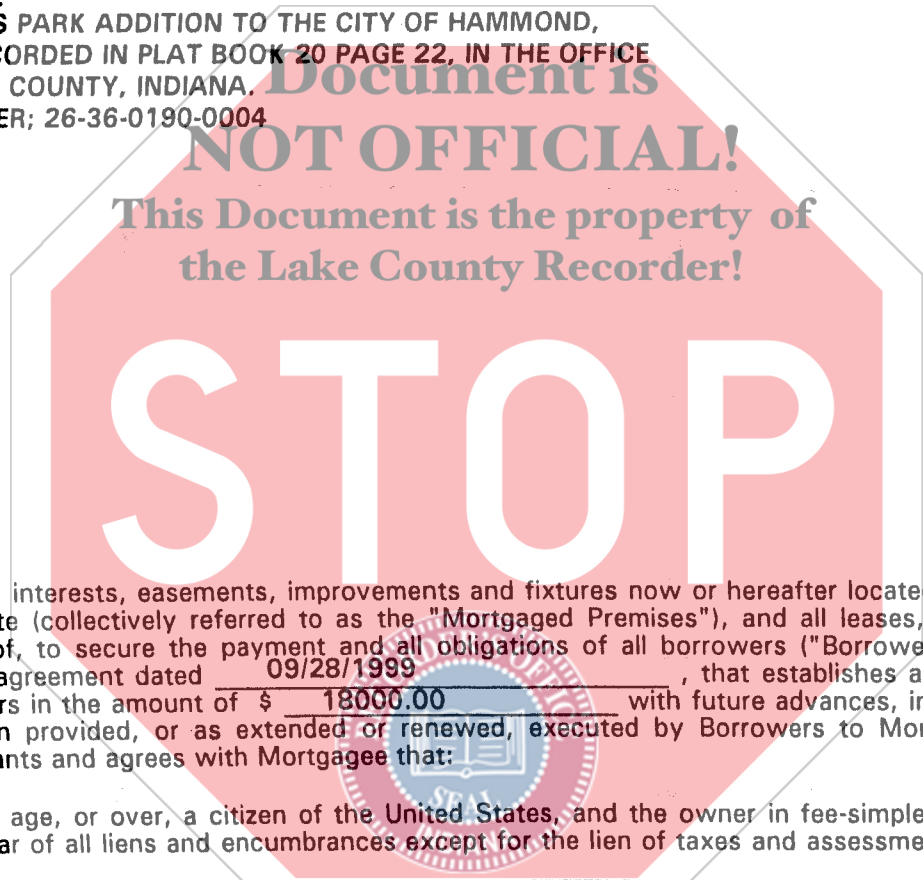 S PARK ADDITION TO THE CITY OF HAMMOND,
CORDED IN PLAT BOOK 20 PAGE 22, IN THE OFFICE
COUNTY, INDIANA.
ER; 26-36-0190-0004
Document is
NOT OFFICIAL!
This Document is the property of
the Lake County Recorder!
STOP
interests, easements, improvements and fixtures now or hereafter locate
te (collectively referred to as the "Mortgaged Premises"), and all leases,
of, to secure the payment and all obligations of all borrowers ("Borrowe
agreement dated 09/28/1999, that establishes a
rs in the amount of $ 18000.00 with future advances, in
n provided, or as extended or renewed, executed by Borrowers to Mor
ants and agrees with Mortgagee that:
age, or over, a citizen of the United States, and the owner in fee-simple
ar of all liens and encumbrances except for the lien of taxes and assessme
SEAL